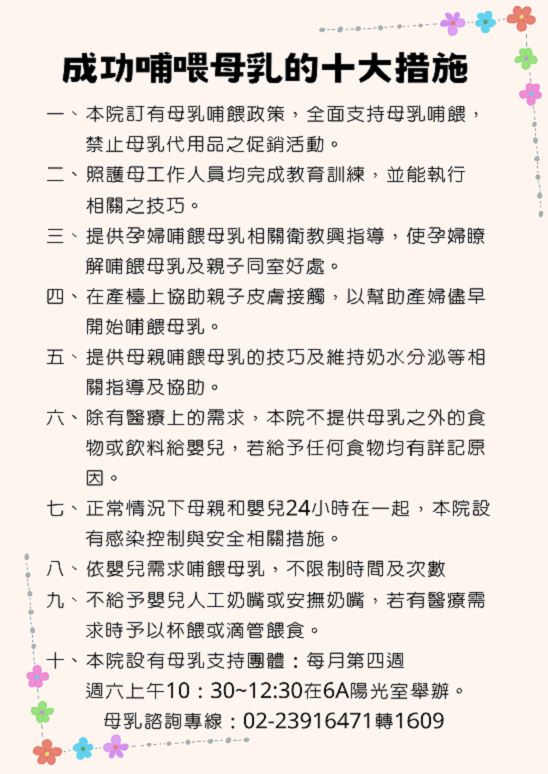 成功哺喂母乳的十大措施
一、本院訂有母乳哺餵政策，全面支持母乳哺餵，
禁止母乳代用品之促銷活動。
二、照護母工作人員均完成教育訓練，並能執行
相關之技巧。
三、提供孕婦哺餵母乳相關衛教與指導，使孕婦瞭
解哺餵母乳及親子同室好處。
四、在產檯上協助親子皮膚接觸，以幫助產婦儘早
開始哺餵母乳。
五、提供母親哺餵母乳的技巧及維持奶水分泌等相
關指導及協助。
六、除有醫療上的需求，本院不提供母乳之外的食
物或飲料給嬰兒，若給予任何食物均有詳記原
因。
七、正常情況下母親和嬰兒24小時在一起，本院設
有感染控制與安全相關措施。
八、依嬰兒需求哺餵母乳，不限制時間及次數
九、不給予嬰兒人工奶嘴或安撫奶嘴，若有醫療需
求時予以杯餵或滴管餵食。
十、本院設有母乳支持團體：每月第四週
週六上午10：30~12:30在6A陽光室舉辦。
母乳諮詢專線：02-23916471轉1609